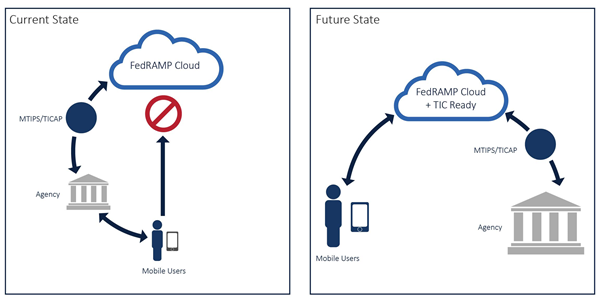 Current State
FedRAMP Cloud
MTIPS/TICAP
Agency
Mobile Users
Future State
FedRAMP Cloud
+ TIC Ready
MTIPS/TICAP
Agency
Mobile Users